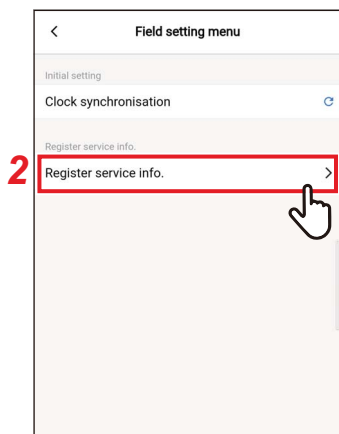 Field setting menu
Initial setting
Clock synchronisation
Register service info.
2
Register service info.